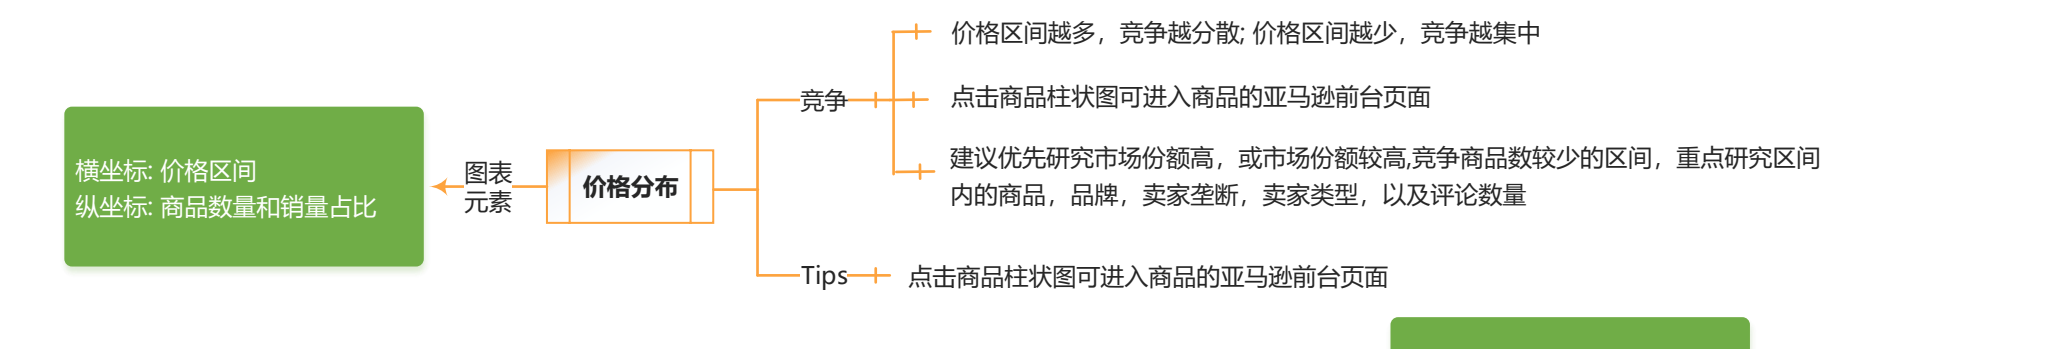 横坐标: 价格区间
纵坐标: 商品数量和销量占比
图表
元素
价格分布
竞争
价格区间越多，竞争越分散; 价格区间越少，竞争越集中
点击商品柱状图可进入商品的亚马逊前台页面
建议优先研究市场份额高，或市场份额较高,竞争商品数较少的区间，重点研究区间
内的商品，品牌，卖家垄断，卖家类型，以及评论数量
Tips
点击商品柱状图可进入商品的亚马逊前台页面